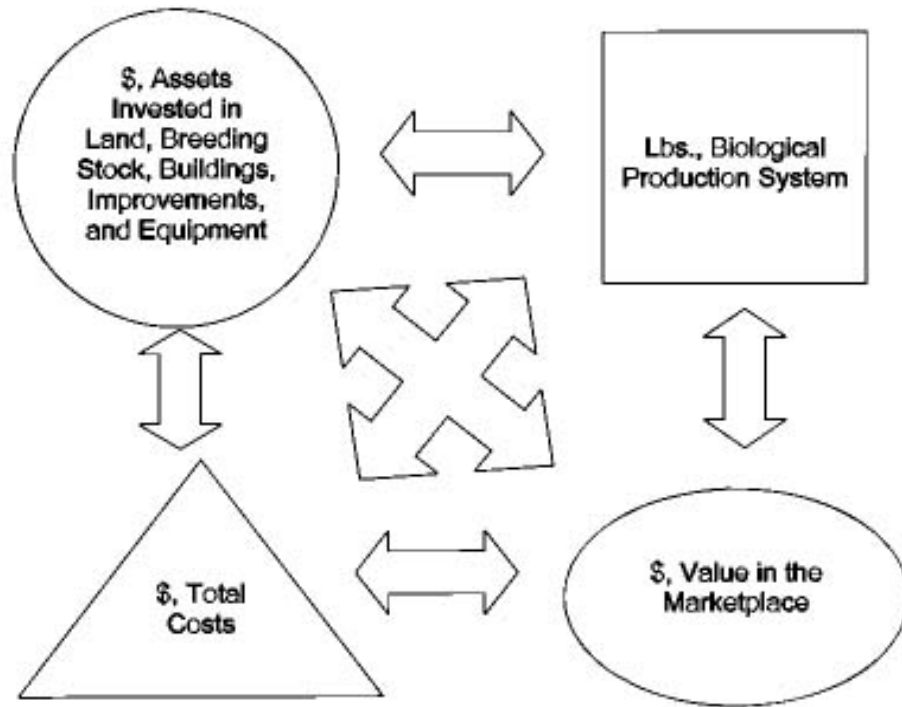 $, Assets
Invested in
Land, Breeding
Stock, Buildings,
Improvements,
and Equipment
Lbs., Biological
Production System
$, Total
Costs
$, Value in the
Marketplace